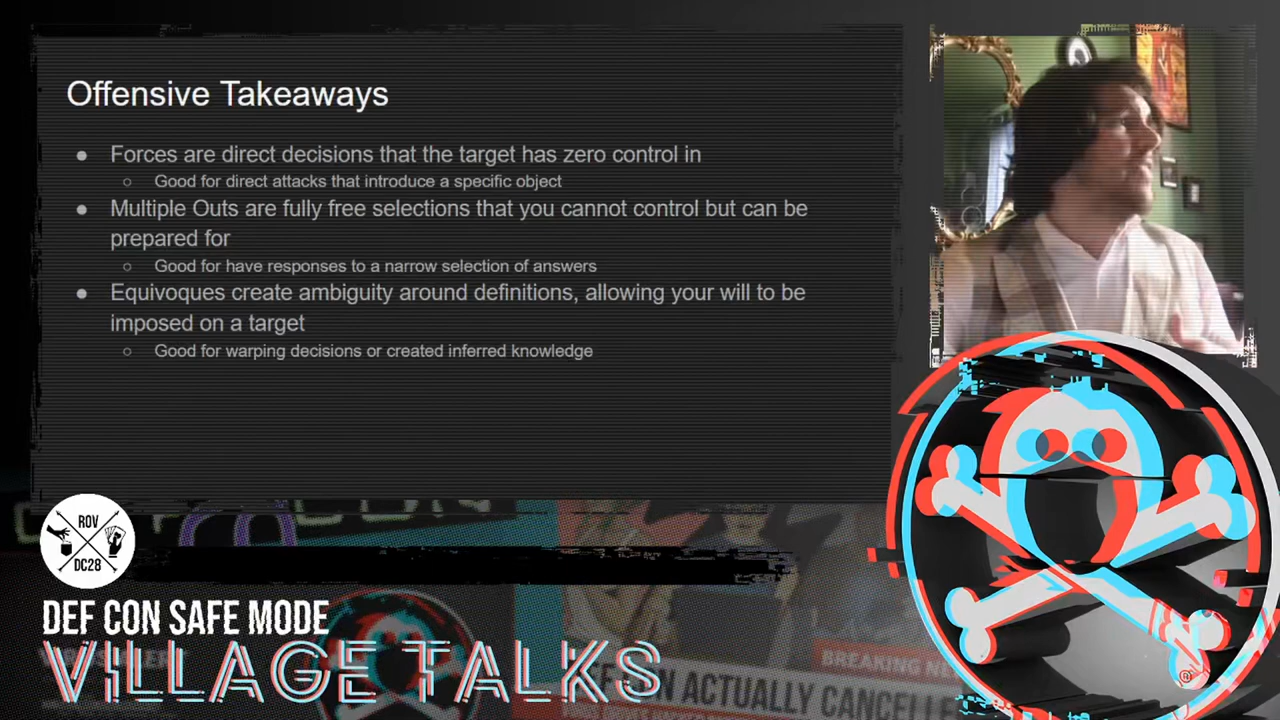 Offensive Takeaways
● Forces are direct decisions that the target has zero control in
○ Good for direct attacks that introduce a specific object
● Multiple Outs are fully free selections that you cannot control but can be
prepared for
○ Good for have responses to a narrow selection of answers
● Equivoques create ambiguity around definitions, allowing your will to be
imposed on a target
○ Good for warping decisions or created inferred knowledge
ROV
DC28
DEF CON SAFE MODE
VILLAGE TALKS
BREAKING
CON ACTUALLY
®